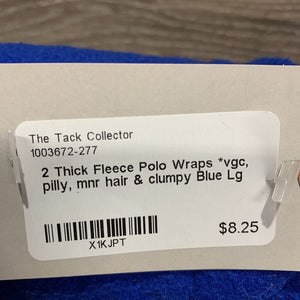 The Tack Collector
1003672-277
2 Thick Fleece Polo Wraps *vgc,
pilly, mnr hair & clumpy Blue Lg
X1KJPT
$8.25